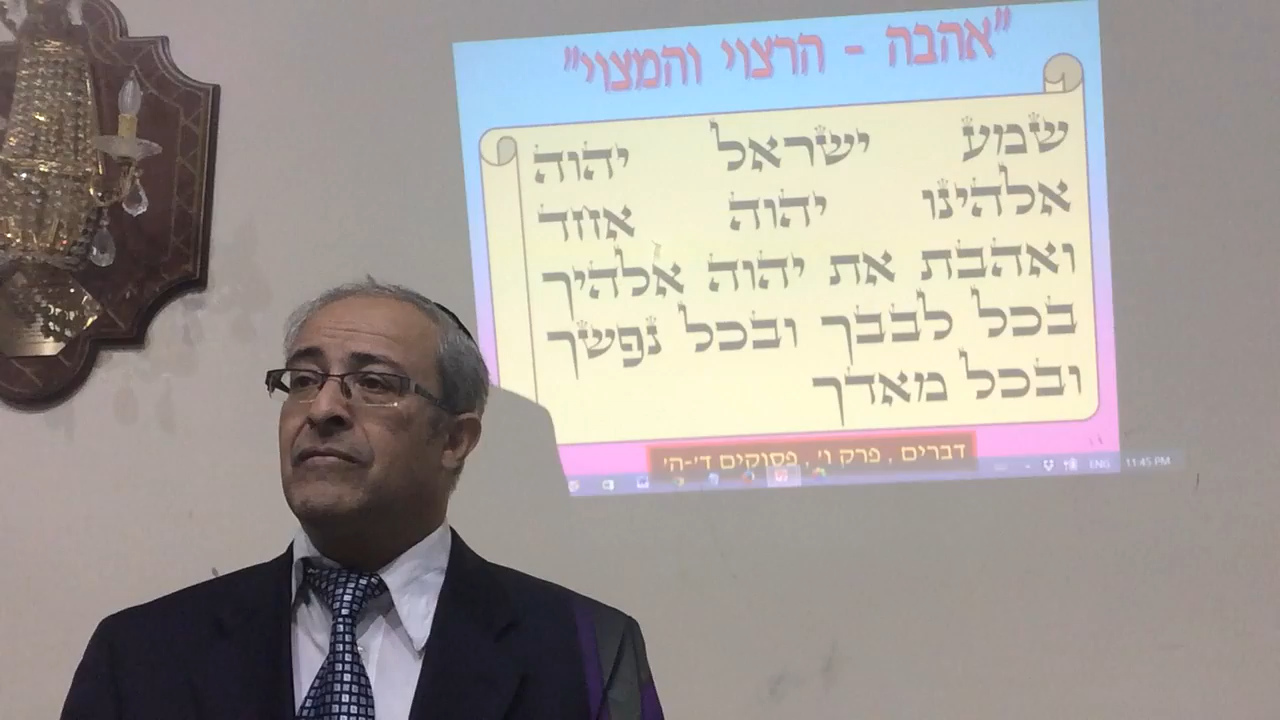 "אהבה - הרצוי והמצוי"
שמע ישראל יהוה
אלהינו יהוה אחד
ואהבת את יהוה אלהיך
בכל לבבך ובכל נפשך
ובכל מאדך
דברים , פרק ו' , פסוקים ד'-ה'
ENG 11:45 PM